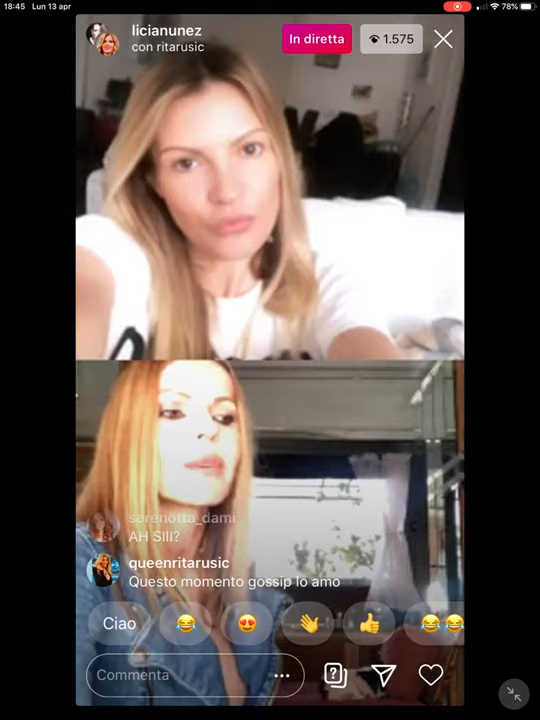 18:45 Lun 13 apr
78%
licianunez
con ritarusic
In diretta
1.575
serenotta_dami
AH SIII?
queenritarusic
Questo momento gossip lo amo
Ciao
Commenta